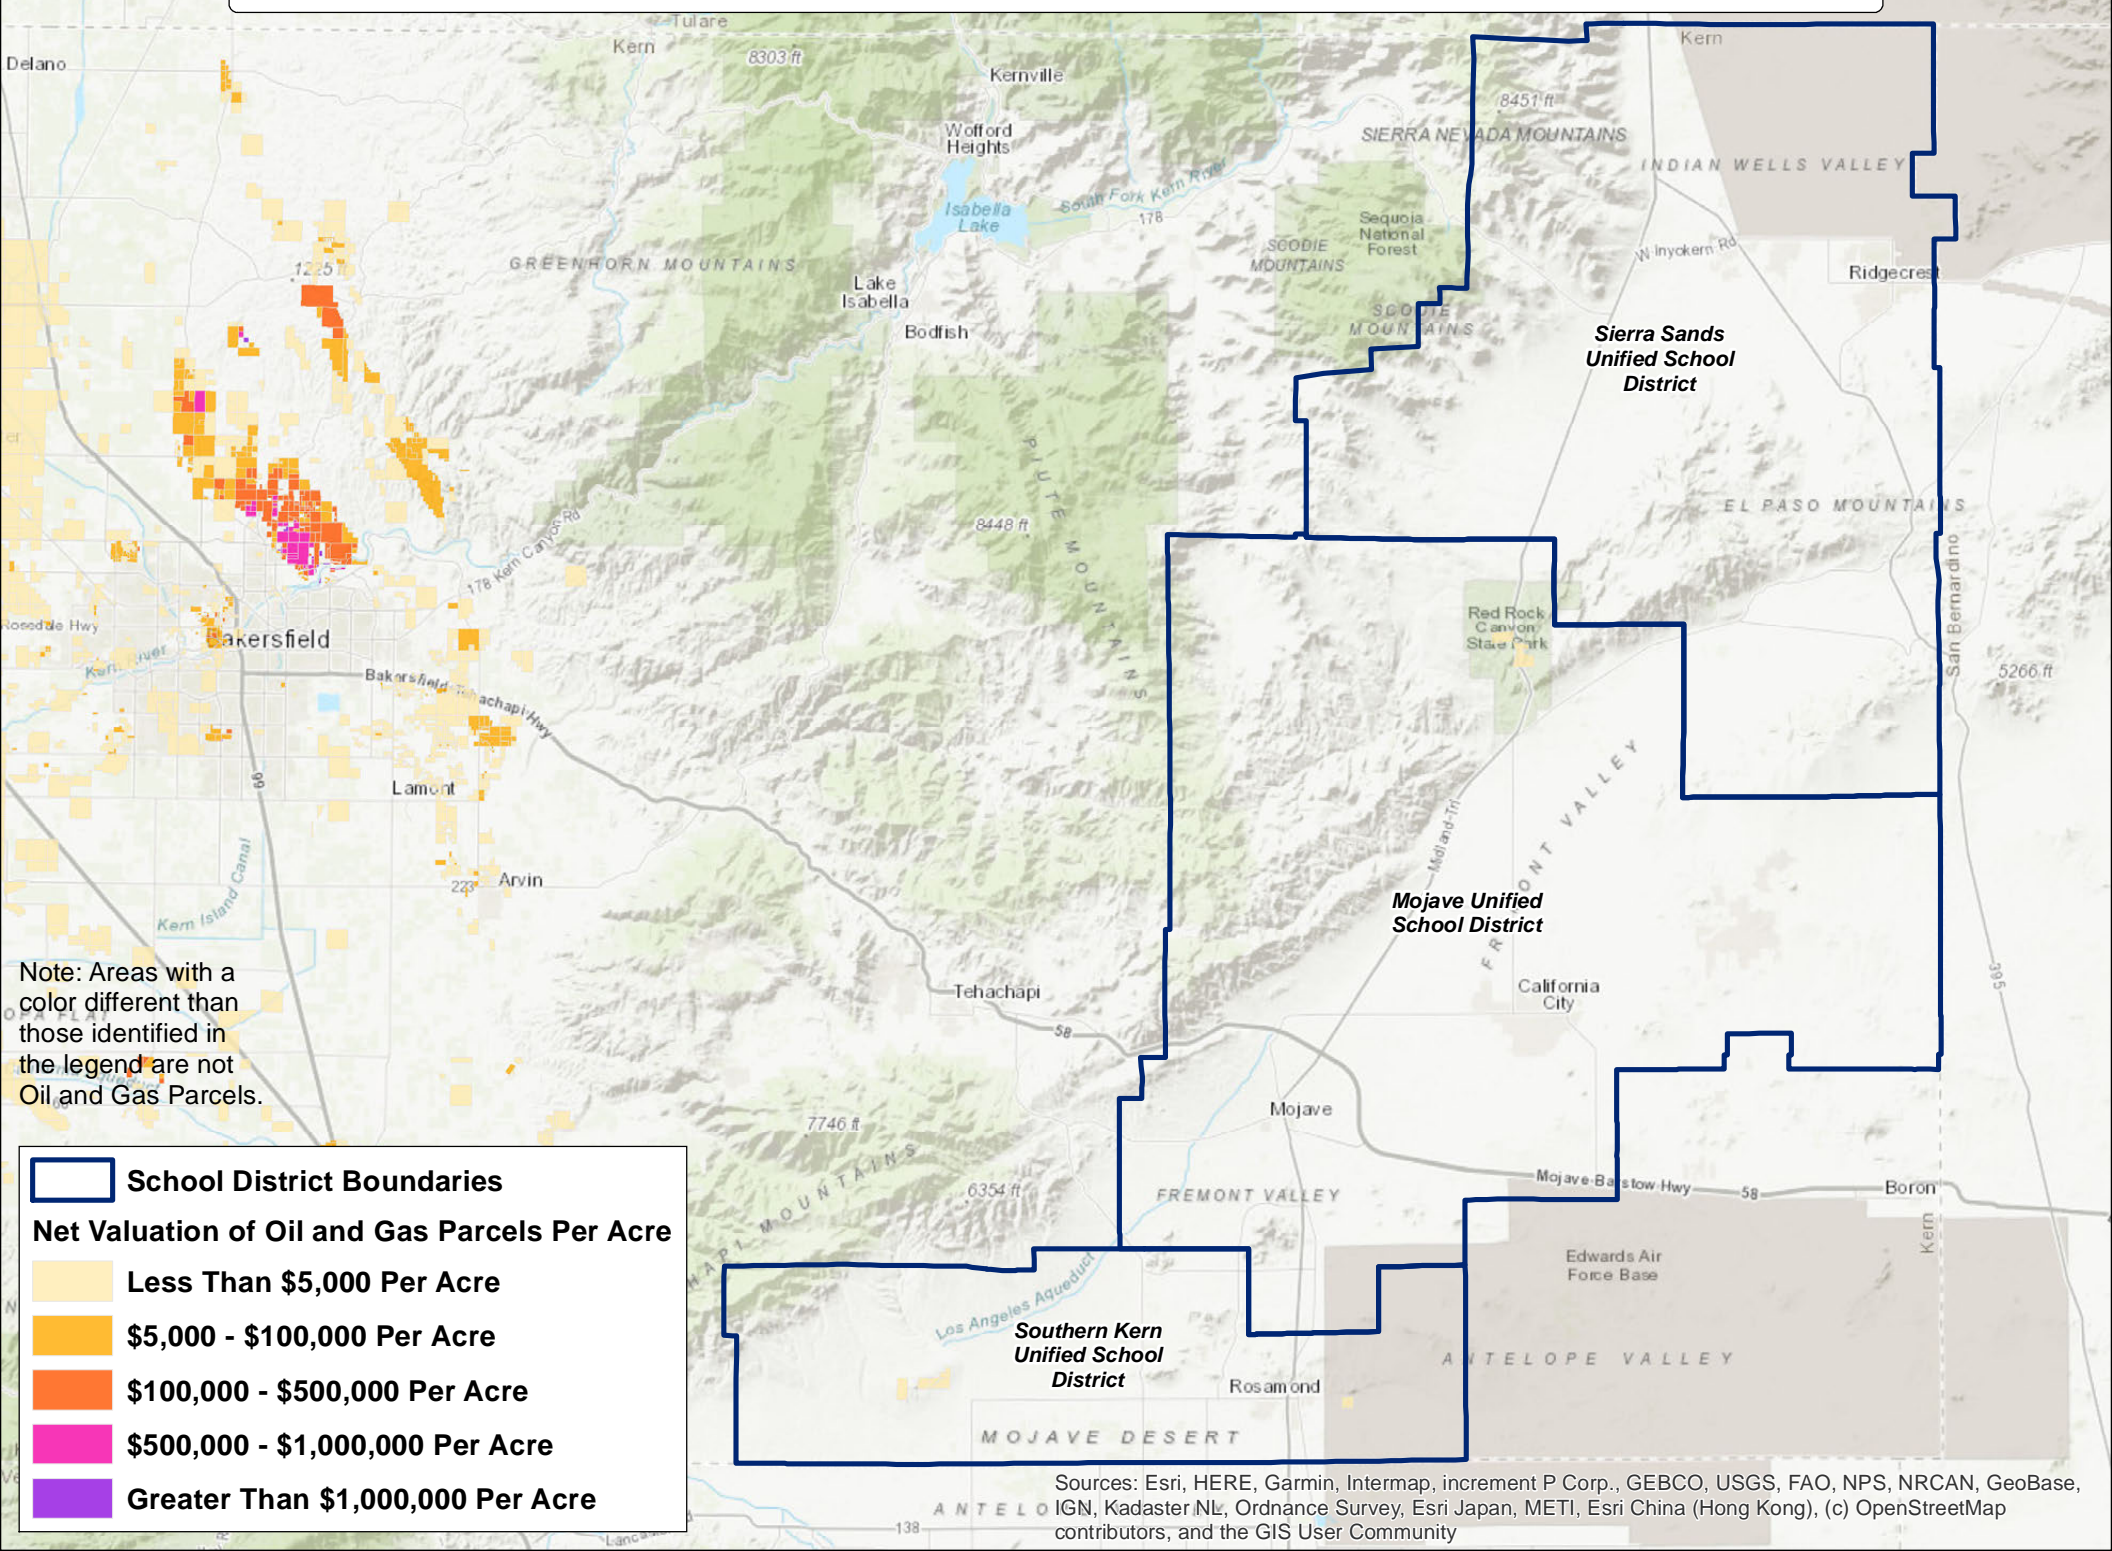 Tulare
Kern
Kern
Delano
8303 ft
Kernville
8451 ft
Wofford
Heights
SIERRA NEVADA MOUNTAINS
INDIAN WELLS VALLEY
South Fork Kern River
178
Isabella
Lake
Sequoia
National
Forest
SCODIE
MOUNTAINS
W Inyokern Rd
GREENHORN MOUNTAINS
1225 ft
Ridgecrest
Lake
Isabella
Bodfish
SCODIE
MOUNTAINS
Sierra Sands
Unified School
District
PIUTE MOUNTAINS
EL PASO MOUNTAINS
8448 ft
178 Kern Canyon Rd
San Bernardino
Red Rock
Canyon
State Park
Rosedale Hwy
Bakersfield
Kern River
5266 ft
Bakersfield-Tehachapi Hwy
99
Lamont
Midland-Trl
FREMONT VALLEY
Kern Island Canal
223
Arvin
Mojave Unified
School District
Note: Areas with a
color different than
those identified in
the legend are not
Oil and Gas Parcels.
Tehachapi
58
California
City
395
7746 ft
Mojave
School District Boundaries
Net Valuation of Oil and Gas Parcels Per Acre
Less Than $5,000 Per Acre
$5,000 - $100,000 Per Acre
$100,000 - $500,000 Per Acre
$500,000 - $1,000,000 Per Acre
Greater Than $1,000,000 Per Acre
MOUNTAINS
6354 ft
FREMONT VALLEY
Mojave-Barstow Hwy
58
Boron
Kern
Edwards Air
Force Base
Los Angeles Aqueduct
Southern Kern
Unified School
District
Rosamond
ANTELOPE VALLEY
MOJAVE DESERT
138
Sources: Esri, HERE, Garmin, Intermap, increment P Corp., GEBCO, USGS, FAO, NPS, NRCAN, GeoBase,
IGN, Kadaster NL, Ordnance Survey, Esri Japan, METI, Esri China (Hong Kong), (c) OpenStreetMap
contributors, and the GIS User Community